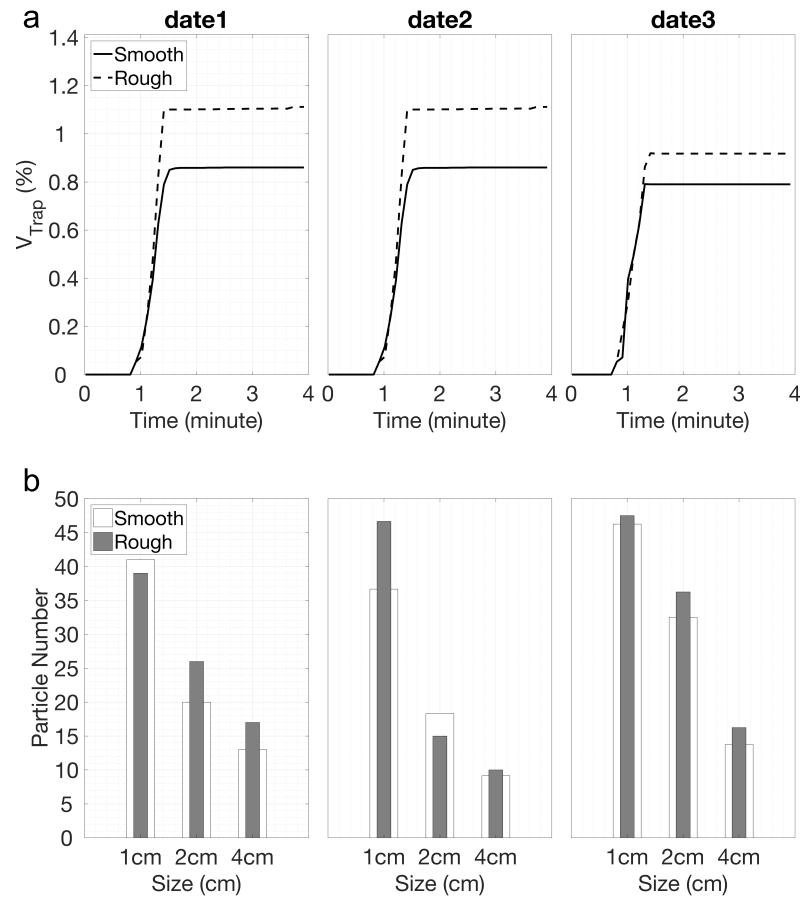 a
date1
date2
date3
1.4
1.2
1
0.8
0.6
0.4
0.2
0
V_Trap (%)
Smooth
Rough
0 1 2 3 4
0 1 2 3 4
0 1 2 3 4
Time (minute)
Time (minute)
Time (minute)
b
50
45
40
35
30
25
20
15
10
5
0
Particle Number
Smooth
Rough
1cm 2cm 4cm
1cm 2cm 4cm
1cm 2cm 4cm
Size (cm)
Size (cm)
Size (cm)